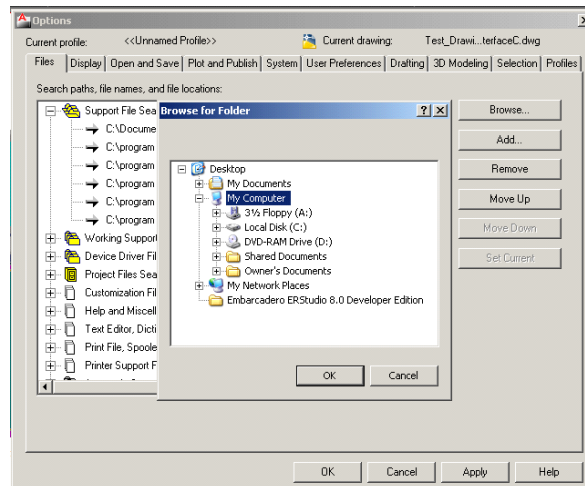 Options
Current profile: <<Unnamed Profile>> Current drawing: Test_Drawi...terfaceC.dwg
Files Display Open and Save Plot and Publish System User Preferences Drafting 3D Modeling Selection Profiles
Search paths, file names, and file locations:
Support File Sea
C:\Docume
C:\program
C:\program
C:\program
C:\program
C:\program
Working Support
Device Driver Fil
Project Files Sea
Customization Fil
Help and Miscell
Text Editor, Dicti
Print File, Spoole
Printer Support F
Browse for Folder
Desktop
My Documents
My Computer
3½ Floppy (A:)
Local Disk (C:)
DVD-RAM Drive (D:)
Shared Documents
Owner's Documents
My Network Places
Embarcadero ERStudio 8.0 Developer Edition
OK Cancel
Browse...
Add...
Remove
Move Up
Move Down
Set Current
OK Cancel Apply Help